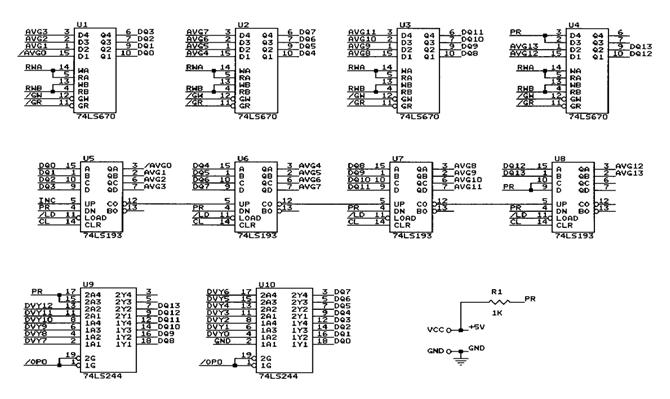 U1 U2 U3 U4
AVG3 3 D4 Q4 6 DQ3 AVG7 3 D4 Q4 6 DQ7 AVG11 3 D4 Q4 6 DQ11 PR 3 D4 Q4 6
AVG2 2 D3 Q3 7 DQ2 AVG6 2 D3 Q3 7 DQ6 AVG10 2 D3 Q3 7 DQ10 2 D3 Q3 7
AVG1 1 D2 Q2 9 DQ1 AVG5 1 D2 Q2 9 DQ5 AVG9 1 D2 Q2 9 DQ9 AVG13 1 D2 Q2 9 DQ13
/AVG0 15 D1 Q1 10 DQ0 AVG4 15 D1 Q1 10 DQ4 AVG8 15 D1 Q1 10 DQ8 AVG12 15 D1 Q1 10 DQ12
RWA 14 WA RWA 14 WA RWA 14 WA RWA 14 WA
5 RA 5 RA 5 RA 5 RA
13 WB 13 WB 13 WB 13 WB
RWB 4 RB RWB 4 RB RWB 4 RB RWB 4 RB
/GW 12 GW /GW 12 GW /GW 12 GW /GW 12 GW
/GR 11 GR /GR 11 GR /GR 11 GR /GR 11 GR
74LS670 74LS670 74LS670 74LS670
U5 U6 U7 U8
DQ0 15 A QA 3 /AVG0 DQ4 15 A QA 3 AVG4 DQ8 15 A QA 3 AVG8 DQ12 15 A QA 3 AVG12
DQ1 1 B QB 2 AVG1 DQ5 1 B QB 2 AVG5 DQ9 1 B QB 2 AVG9 DQ13 1 B QB 2 AVG13
DQ2 10 C QC 6 AVG2 DQ6 10 C QC 6 AVG6 DQ10 10 C QC 6 AVG10 10 C QC 6
DQ3 9 D QD 7 AVG3 DQ7 9 D QD 7 AVG7 DQ11 9 D QD 7 AVG11 PR 9 D QD 7
INC 5 UP CO 12 5 UP CO 12 5 UP CO 12 5 UP CO 12
PR 4 DN BO 13 PR 4 DN BO 13 PR 4 DN BO 13 PR 4 DN BO 13
/LD 11 LOAD /LD 11 LOAD /LD 11 LOAD /LD 11 LOAD
CL 14 CLR CL 14 CLR CL 14 CLR CL 14 CLR
74LS193 74LS193 74LS193 74LS193
U9 U10
PR 17 2A4 2Y4 3 DVY6 17 2A4 2Y4 3 DQ7
15 2A3 2Y3 5 DVY5 15 2A3 2Y3 5 DQ6
DVY12 13 2A2 2Y2 7 DQ13 DVY4 13 2A2 2Y2 7 DQ5
DVY11 11 2A1 2Y1 9 DQ12 DVY3 11 2A1 2Y1 9 DQ4
DVY10 8 1A4 1Y4 12 DQ11 DVY2 8 1A4 1Y4 12 DQ3
DVY9 6 1A3 1Y3 14 DQ10 DVY1 6 1A3 1Y3 14 DQ2
DVY8 4 1A2 1Y2 16 DQ9 DVY0 4 1A2 1Y2 16 DQ1
DVY7 2 1A1 1Y1 18 DQ8 GND 2 1A1 1Y1 18 DQ0
19 2G 19 2G
/OPO 1 1G /OPO 1 1G
74LS244 74LS244
R1
PR
1K
VCC +5V
GND GND